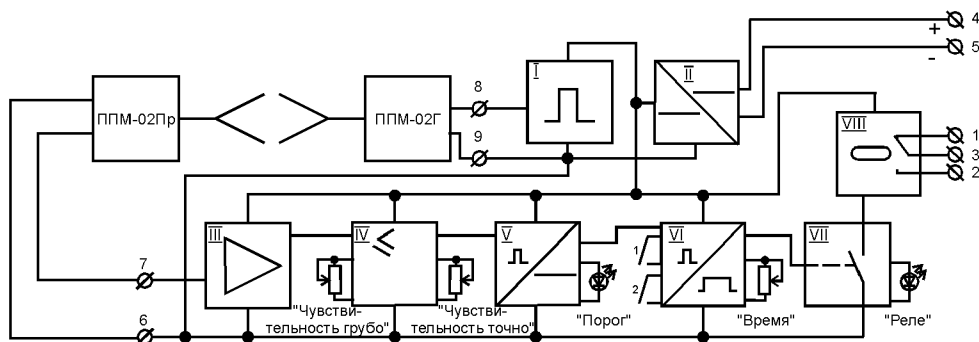 4
+
5
-
I
II
8
ППМ-02Пр
ППМ-02Г
9
VIII
1
3
2
III
IV
V
VI
VII
1
2
7
6
"Чувстви-
тельность грубо"
"Чувстви-
тельность точно"
"Порог"
"Время"
"Реле"